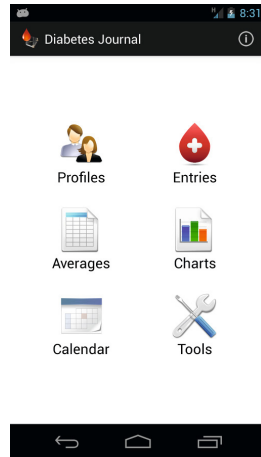 H 8:31
Diabetes Journal
Profiles Entries
Averages Charts
Calendar Tools